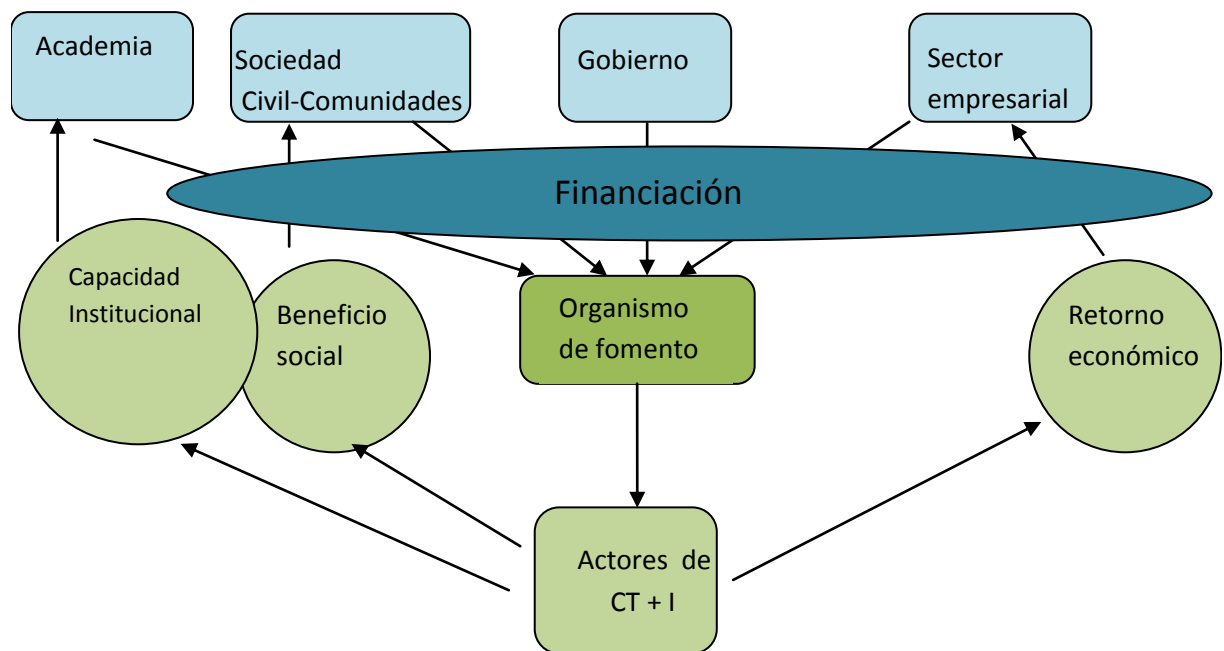 Academia
Sociedad
Civil-Comunidades
Gobierno
Sector
empresarial
Financiación
Capacidad
Institucional
Beneficio
social
Organismo
de fomento
Retorno
económico
Actores de
CT + I